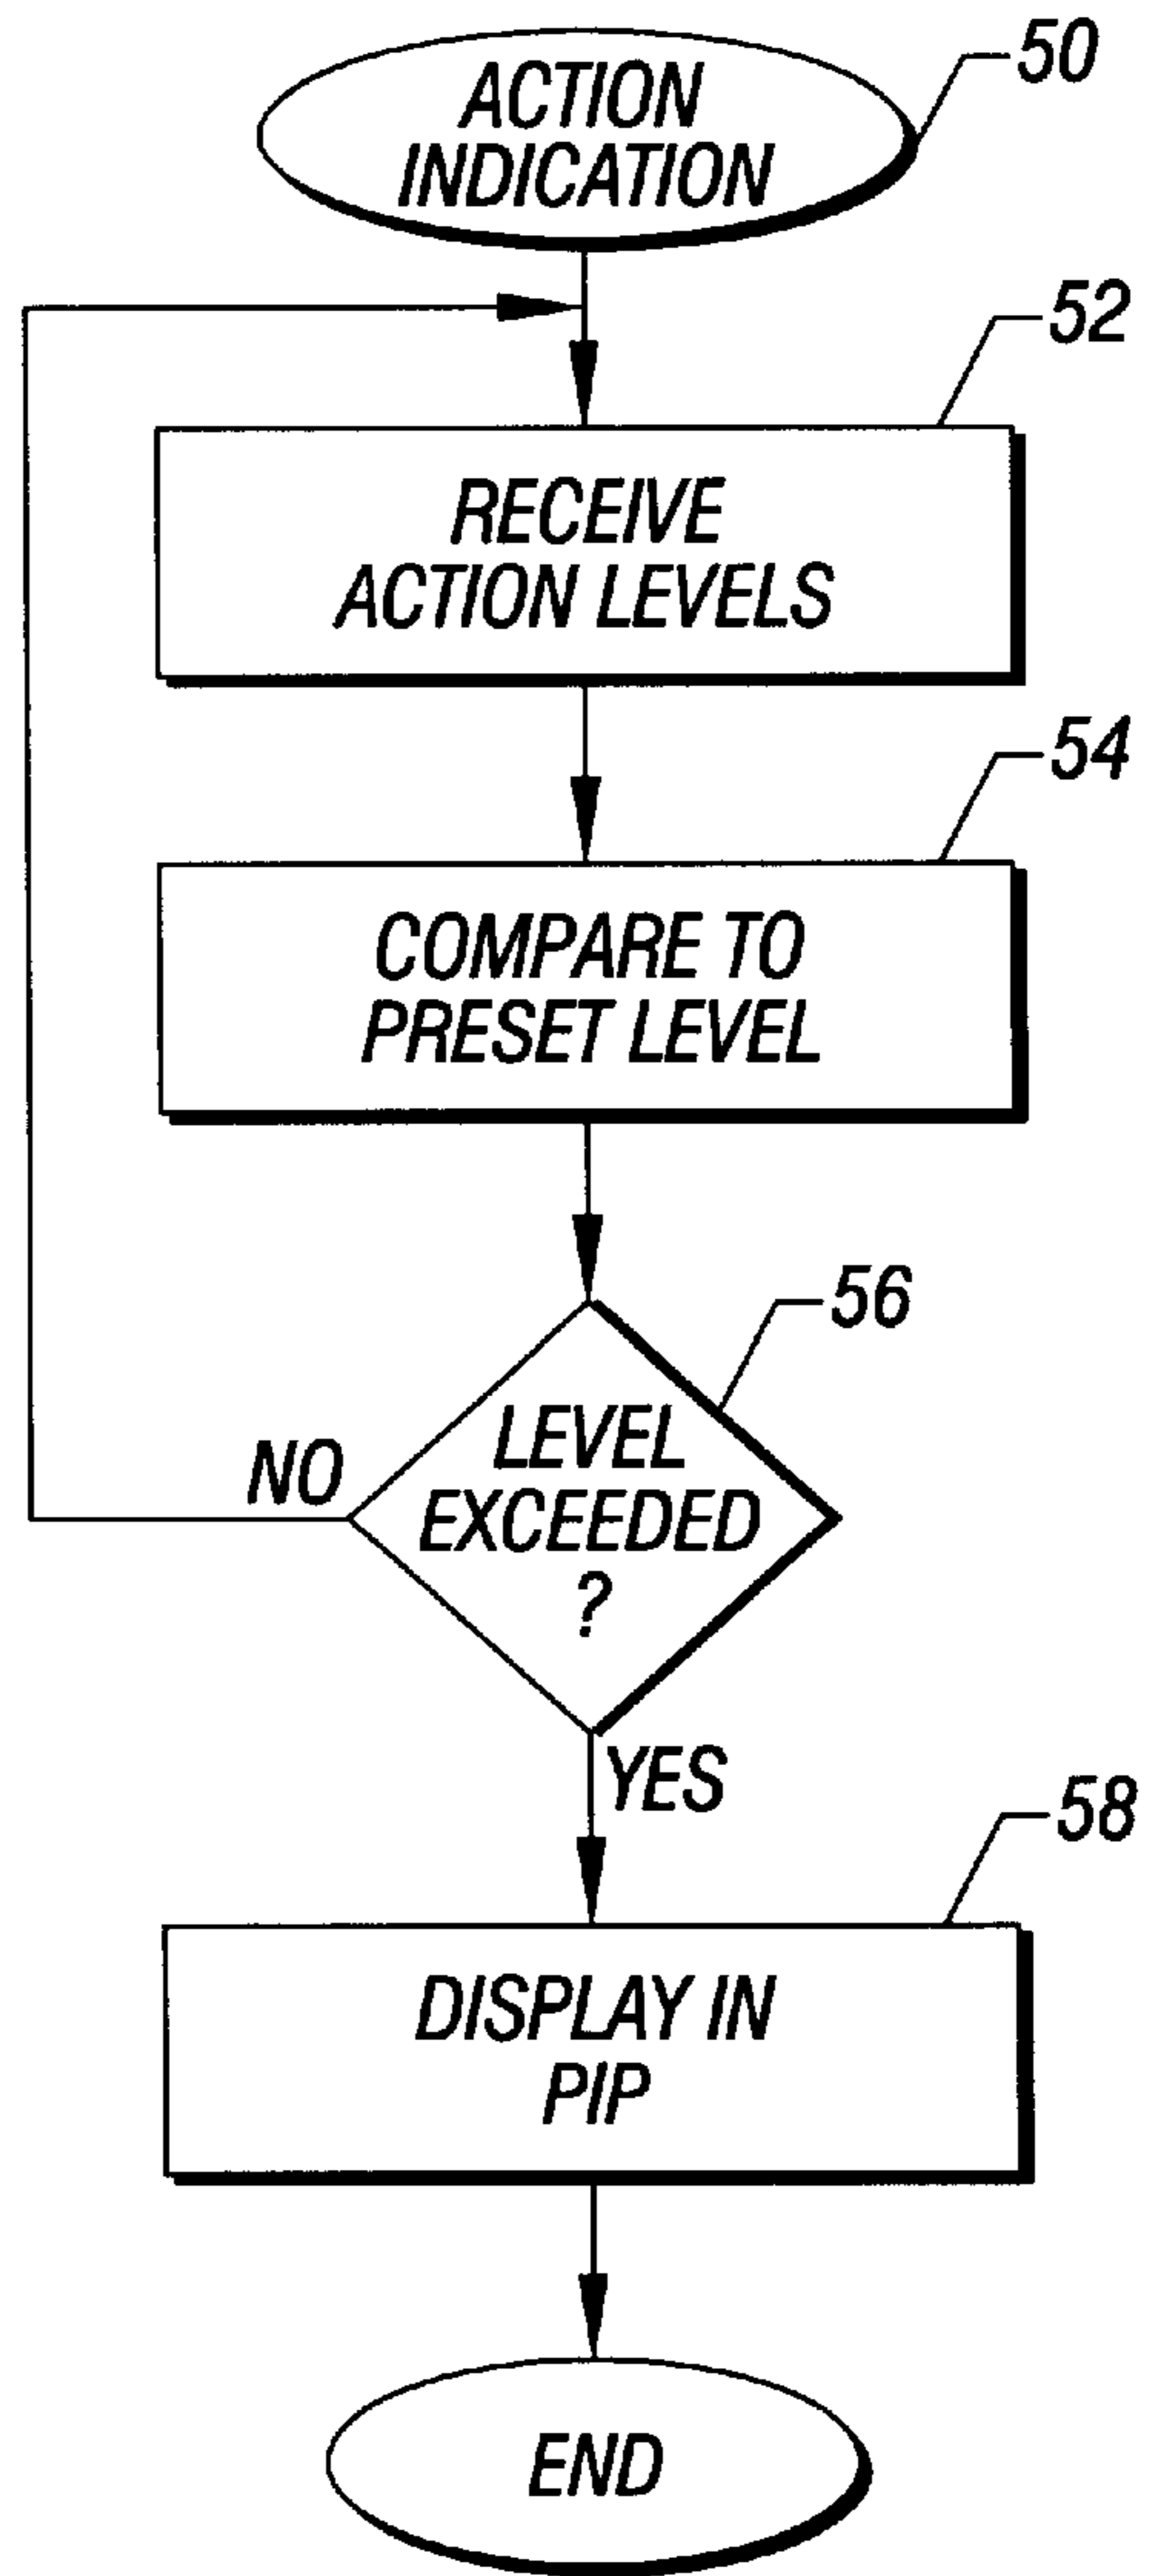 ACTION
INDICATION
50
52
RECEIVE
ACTION LEVELS
54
COMPARE TO
PRESET LEVEL
56
LEVEL
EXCEEDED
?
NO
YES
58
DISPLAY IN
PIP
END